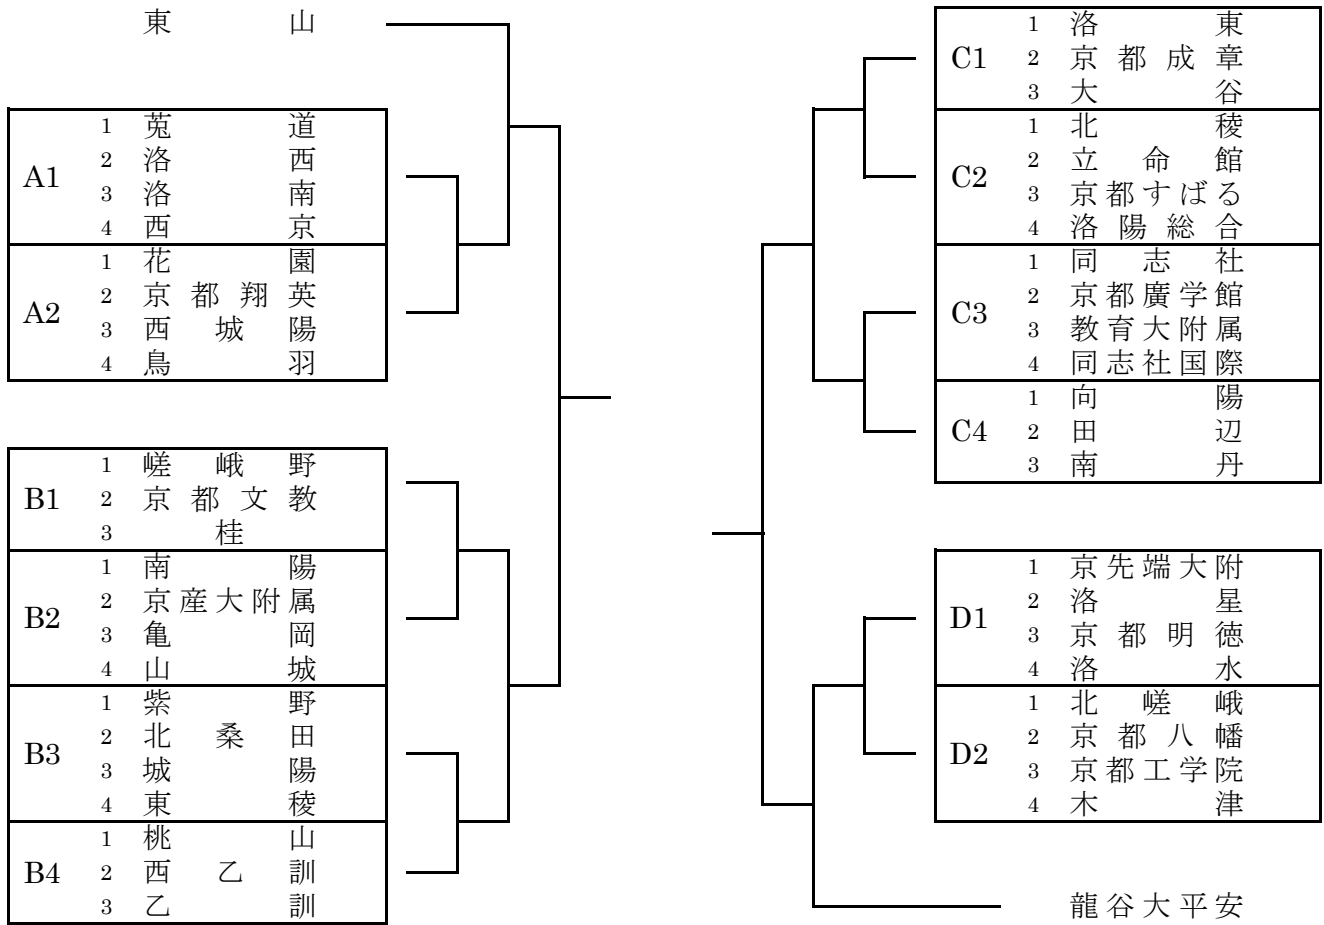 東山
A1
1 菟道
2 洛西
3 洛南
4 西京
A2
1 花園
2 京都翔英
3 西城陽
4 鳥羽
B1
1 嵯峨野
2 京都文教
3 桂
B2
1 南陽
2 京産大附属
3 亀岡
4 山城
B3
1 紫野
2 北桑田
3 城陽
4 東稜
B4
1 桃山
2 西乙訓
3 乙訓
C1
1 洛東
2 京都成章
3 大谷
C2
1 北稜
2 立命館
3 京都すばる
4 洛陽総合
C3
1 同志社
2 京都廣学館
3 教育大附属
4 同志社国際
C4
1 向陽
2 田辺
3 南丹
D1
1 京先端大附
2 洛星
3 京都明徳
4 洛水
D2
1 北嵯峨
2 京都八幡
3 京都工学院
4 木津
龍谷大平安